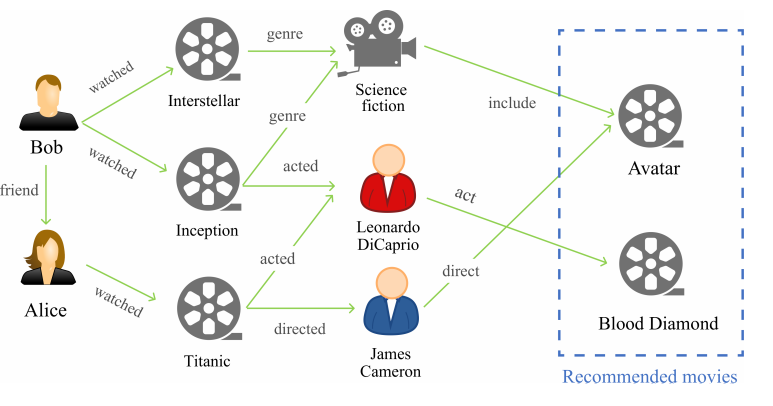 watched
genre
Interstellar
Science
fiction
include
genre
Bob
watched
acted
Avatar
friend
Inception
Leonardo
DiCaprio
act
acted
direct
Alice
watched
directed
Titanic
James
Cameron
Blood Diamond
Recommended movies